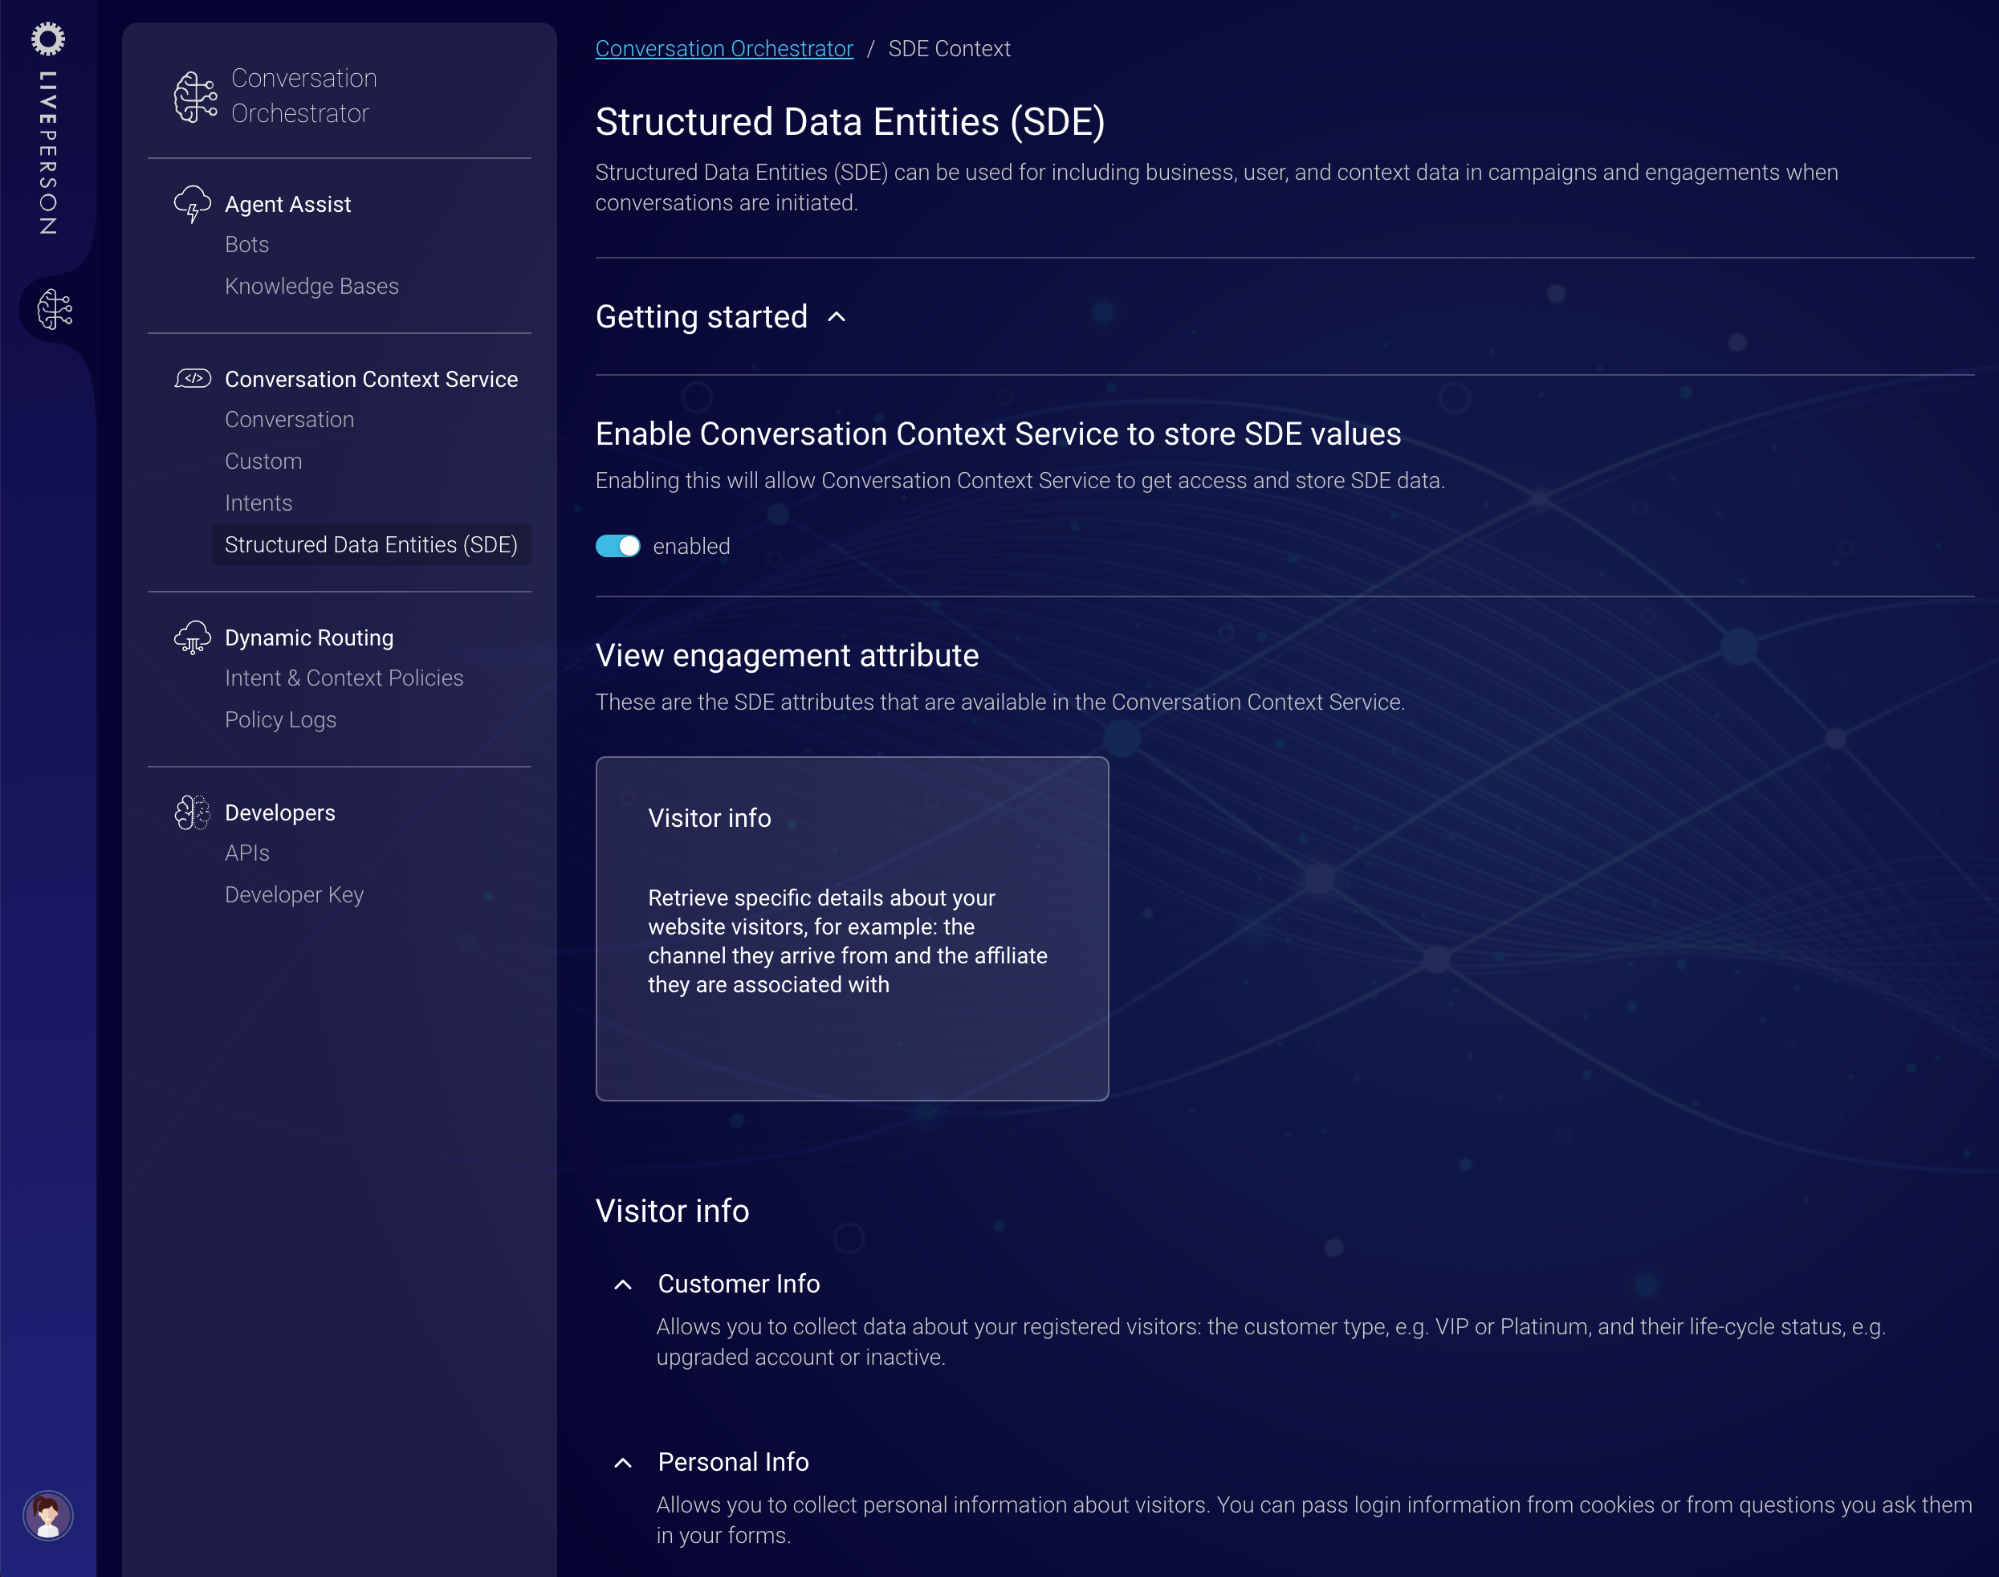 LIVEPERSON
Conversation
Orchestrator
Agent Assist
Bots
Knowledge Bases
Conversation Context Service
Conversation
Custom
Intents
Structured Data Entities (SDE)
Dynamic Routing
Intent & Context Policies
Policy Logs
Developers
APIs
Developer Key
Conversation Orchestrator / SDE Context
Structured Data Entities (SDE)
Structured Data Entities (SDE) can be used for including business, user, and context data in campaigns and engagements when
conversations are initiated.
Getting started
Enable Conversation Context Service to store SDE values
Enabling this will allow Conversation Context Service to get access and store SDE data.
enabled
View engagement attribute
These are the SDE attributes that are available in the Conversation Context Service.
Visitor info
Retrieve specific details about your
website visitors, for example: the
channel they arrive from and the affiliate
they are associated with
Visitor info
Customer Info
Allows you to collect data about your registered visitors: the customer type, e.g. VIP or Platinum, and their life-cycle status, e.g.
upgraded account or inactive.
Personal Info
Allows you to collect personal information about visitors. You can pass login information from cookies or from questions you ask them
in your forms.